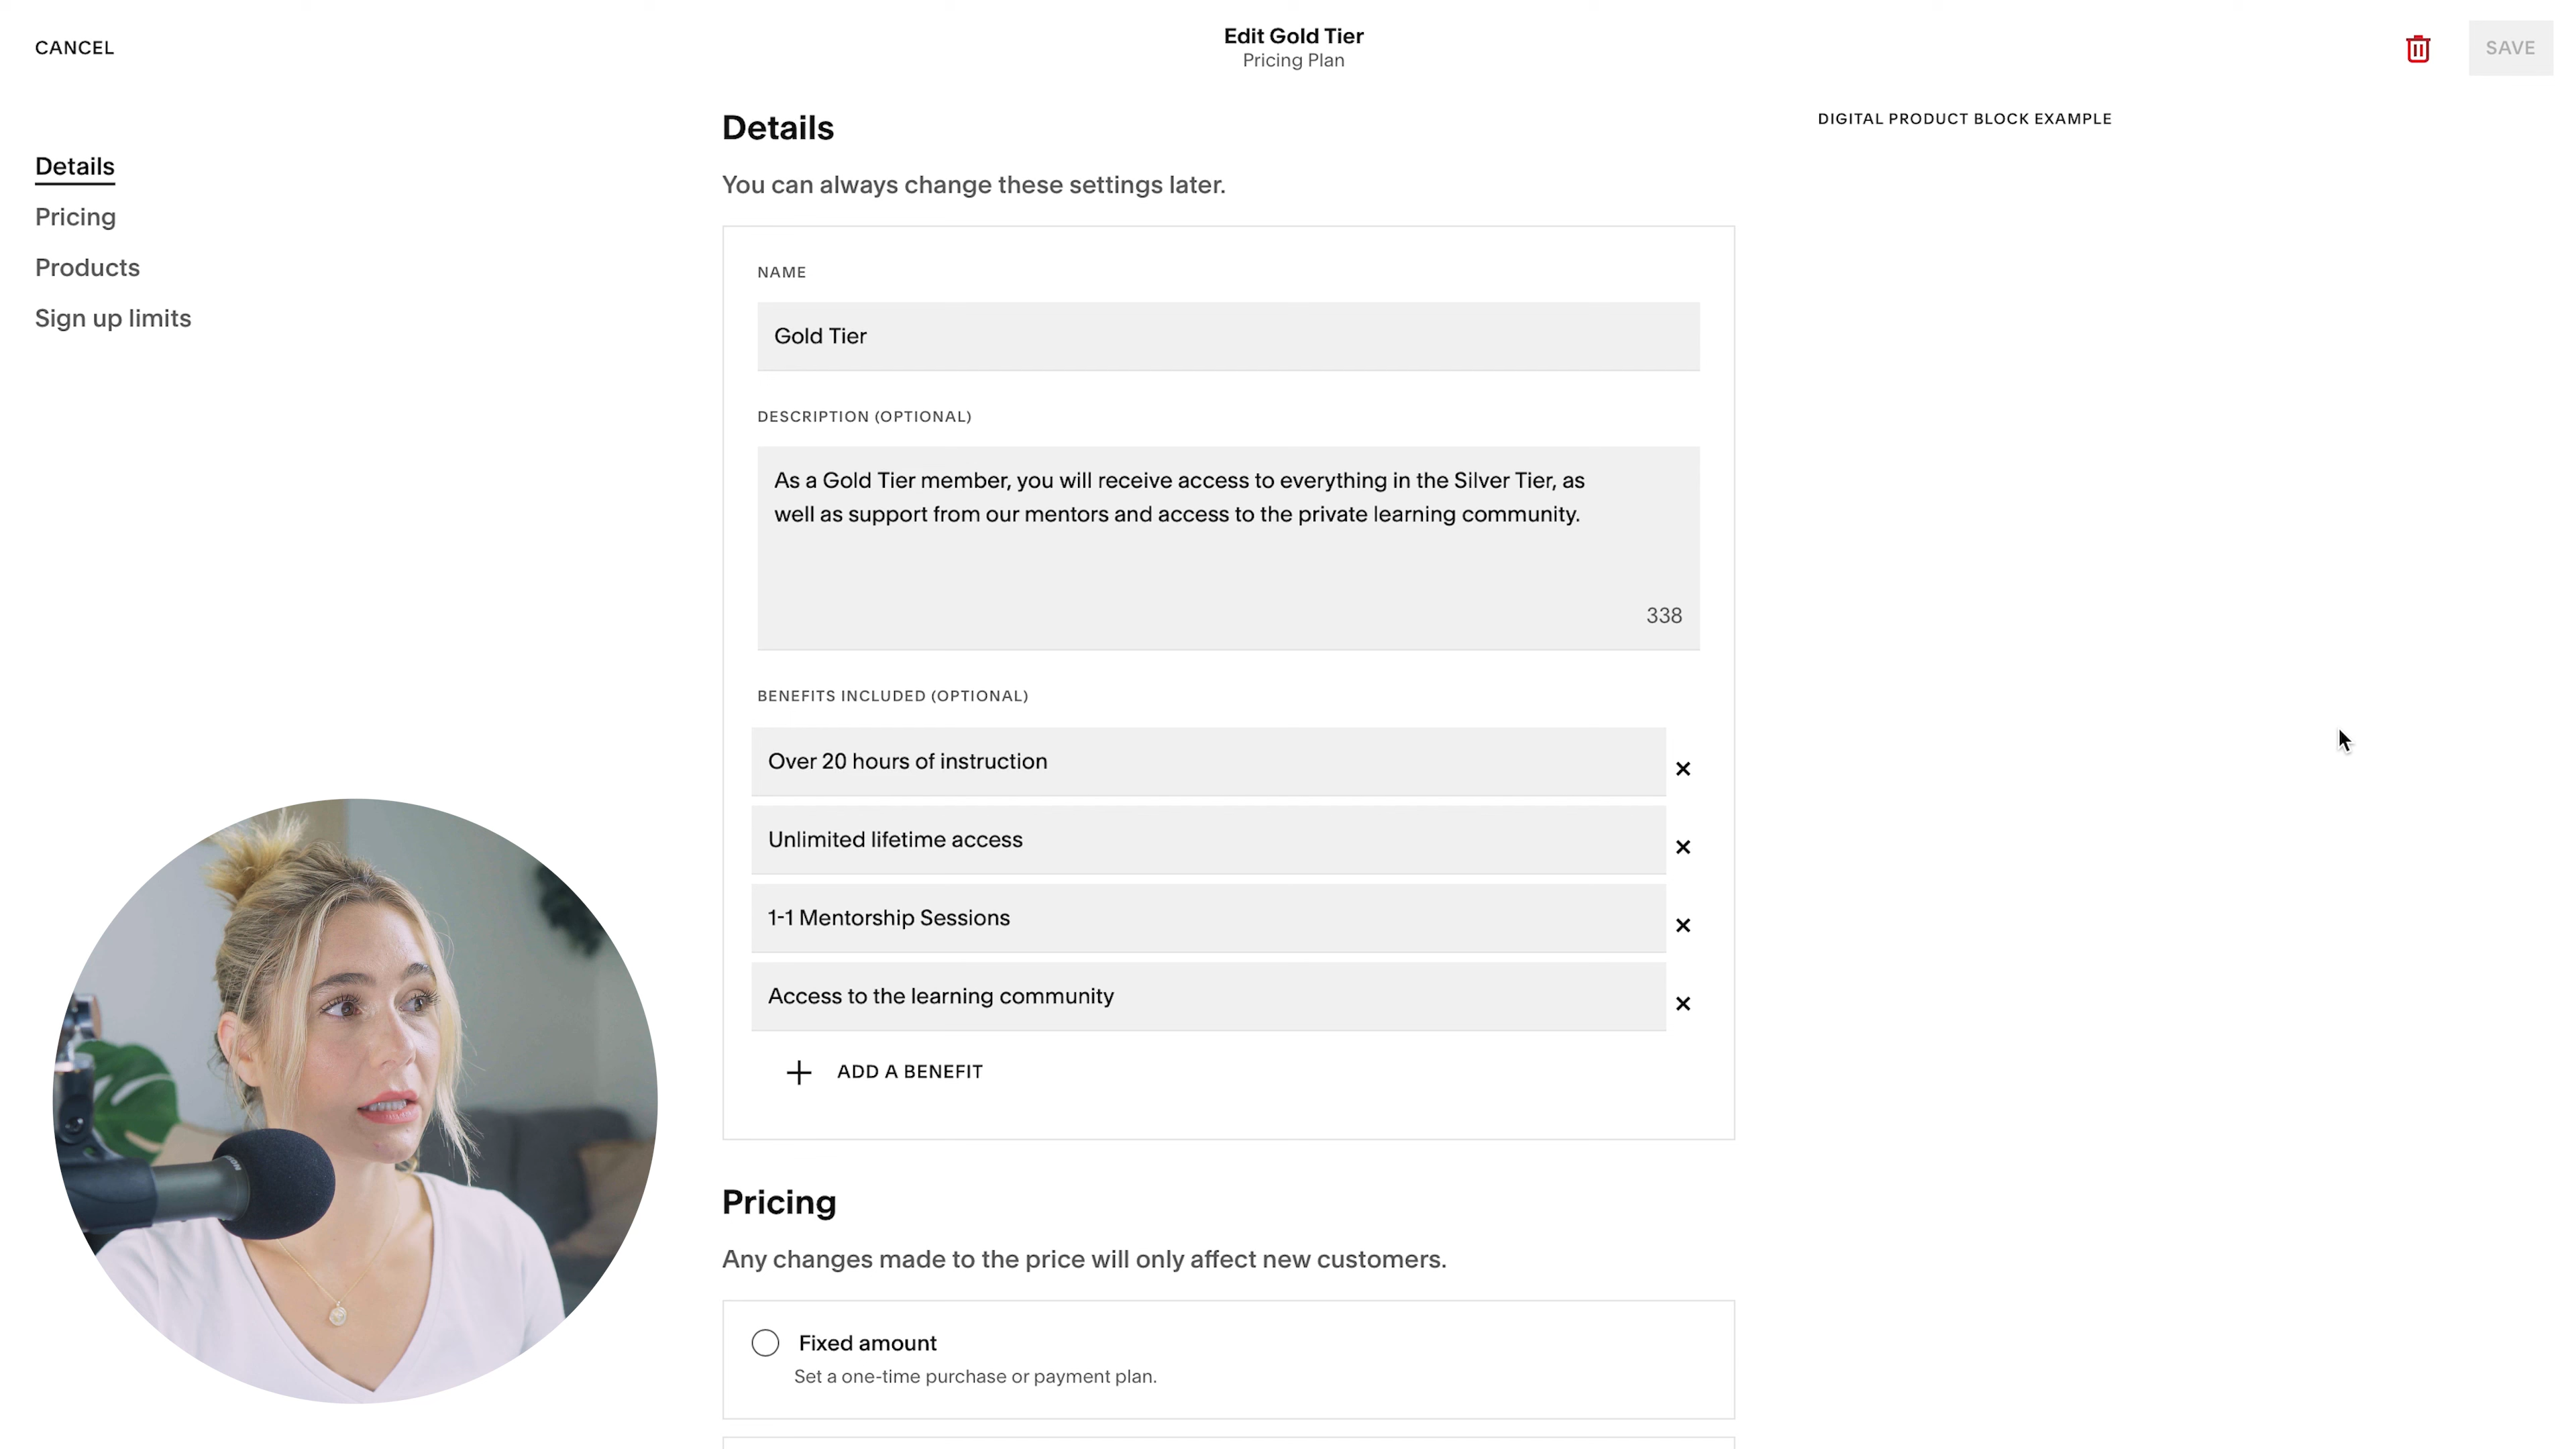 CANCEL
Edit Gold Tier
Pricing Plan
SAVE
Details
Pricing
Products
Sign up limits
Details
You can always change these settings later.
NAME
Gold Tier
DESCRIPTION (OPTIONAL)
As a Gold Tier member, you will receive access to everything in the Silver Tier, as
well as support from our mentors and access to the private learning community.
338
BENEFITS INCLUDED (OPTIONAL)
Over 20 hours of instruction
Unlimited lifetime access
1-1 Mentorship Sessions
Access to the learning community
ADD A BENEFIT
Pricing
Any changes made to the price will only affect new customers.
Fixed amount
Set a one-time purchase or payment plan.
DIGITAL PRODUCT BLOCK EXAMPLE